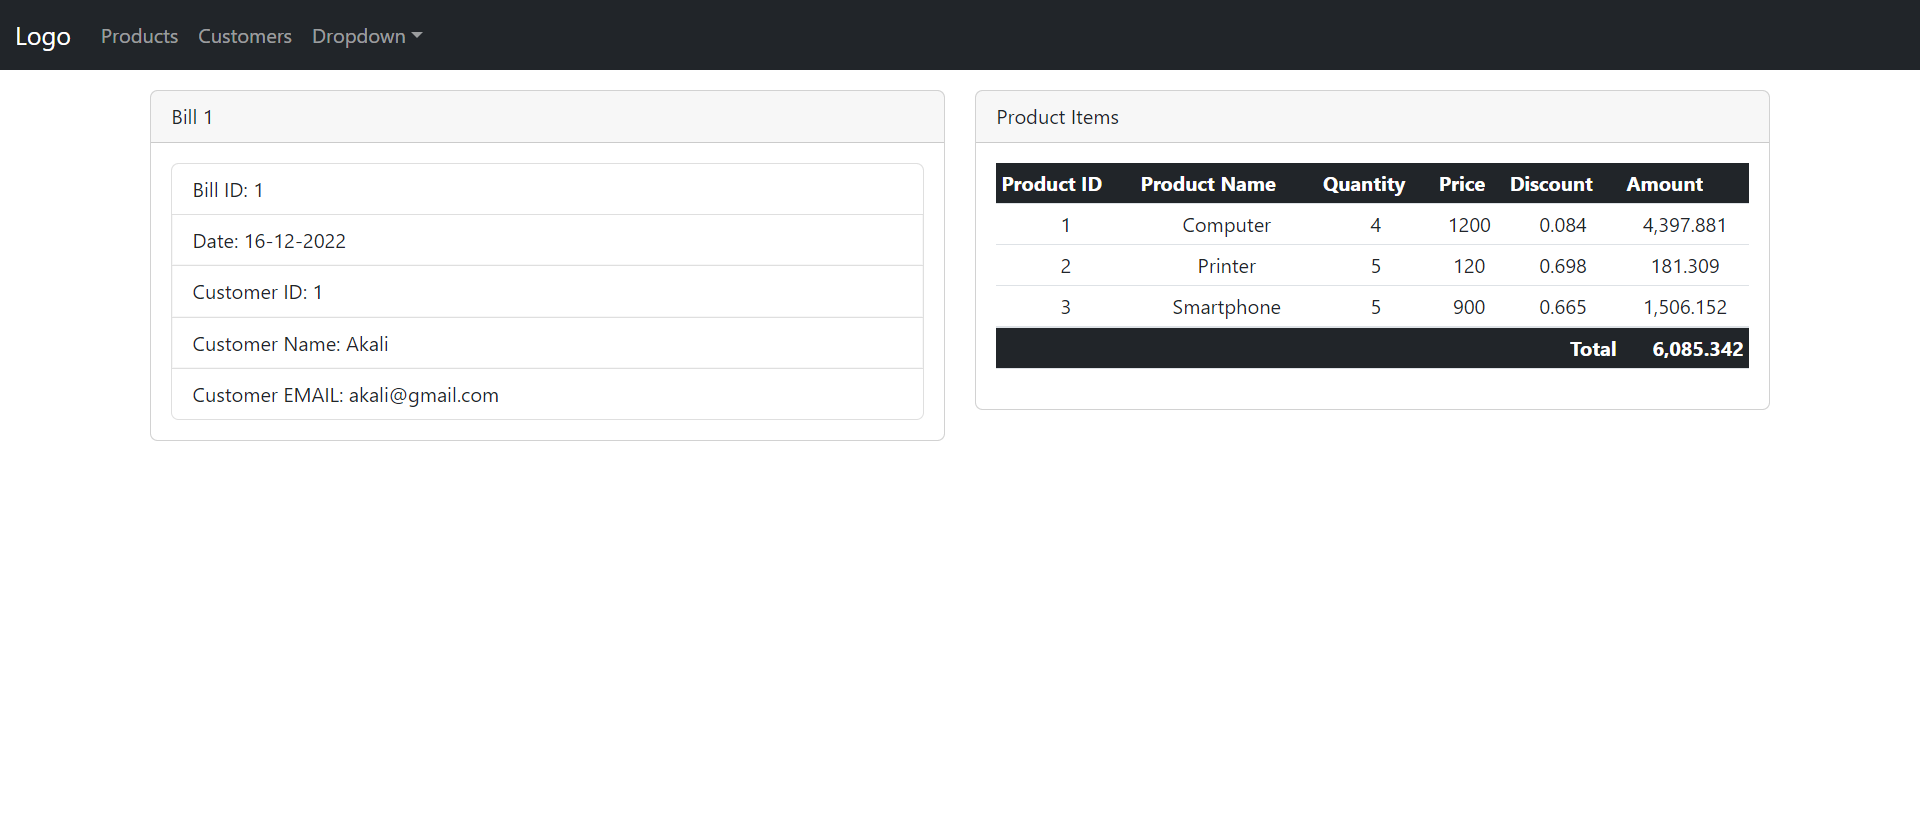 Logo Products Customers Dropdown
Bill 1
Bill ID: 1
Date: 16-12-2022
Customer ID: 1
Customer Name: Akali
Customer EMAIL: akali@gmail.com
Product Items
Product ID Product Name Quantity Price Discount Amount
1 Computer 4 1200 0.084 4,397.881
2 Printer 5 120 0.698 181.309
3 Smartphone 5 900 0.665 1,506.152
Total 6,085.342